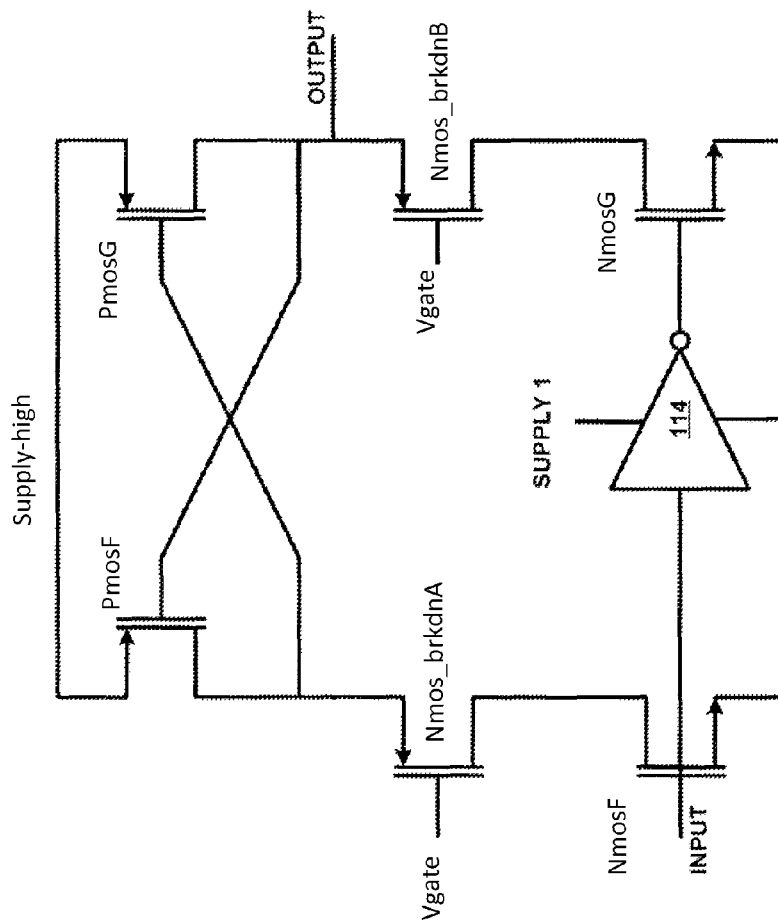 Supply-high
PmosF
PmosG
OUTPUT
Nmos_brkdnA
Nmos_brkdnB
Vgate
Vgate
SUPPLY 1
114
NmosF
NmosG
INPUT